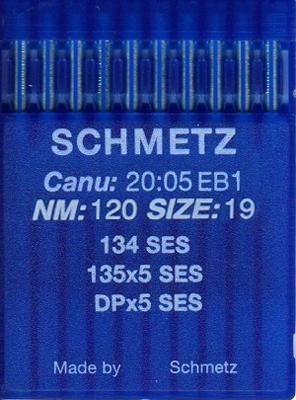 SCHMETZ
Canu: 20:05 EB1
NM:120 SIZE:19
134 SES
135x5 SES
DPx5 SES
Made by Schmetz